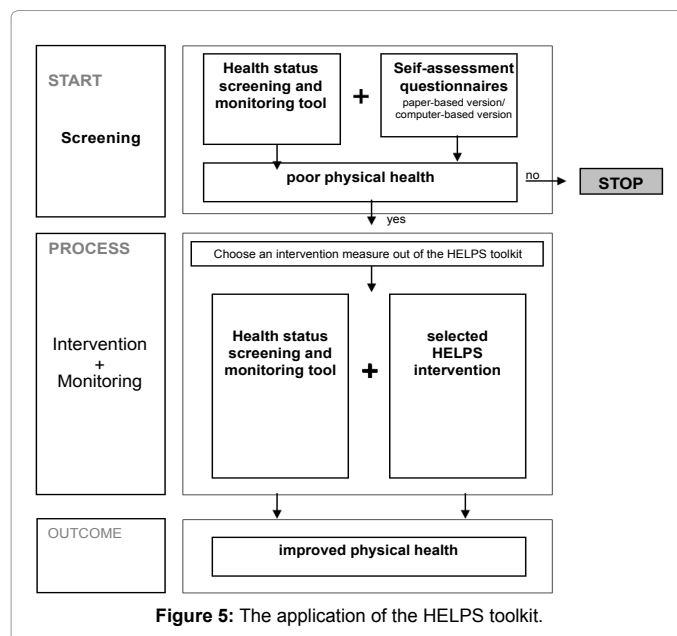 START
Screening
Health status
screening and
monitoring tool
+
Seif-assessment
questionnaires
paper-based version/
computer-based version
poor physical health
no
STOP
yes
PROCESS
Intervention
+
Monitoring
Choose an intervention measure out of the HELPS toolkit
Health status
screening and
monitoring tool
+
selected
HELPS
intervention
OUTCOME
improved physical health
Figure 5: The application of the HELPS toolkit.